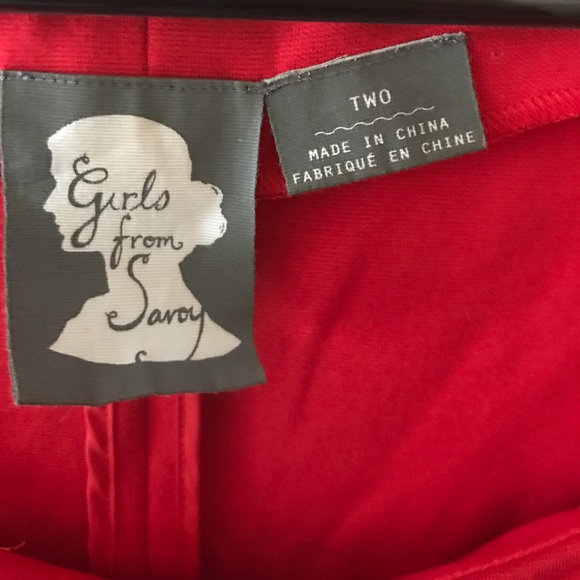 Girls
from
Savoy
TWO
MADE IN CHINA
FABRIQUÉ EN CHINE